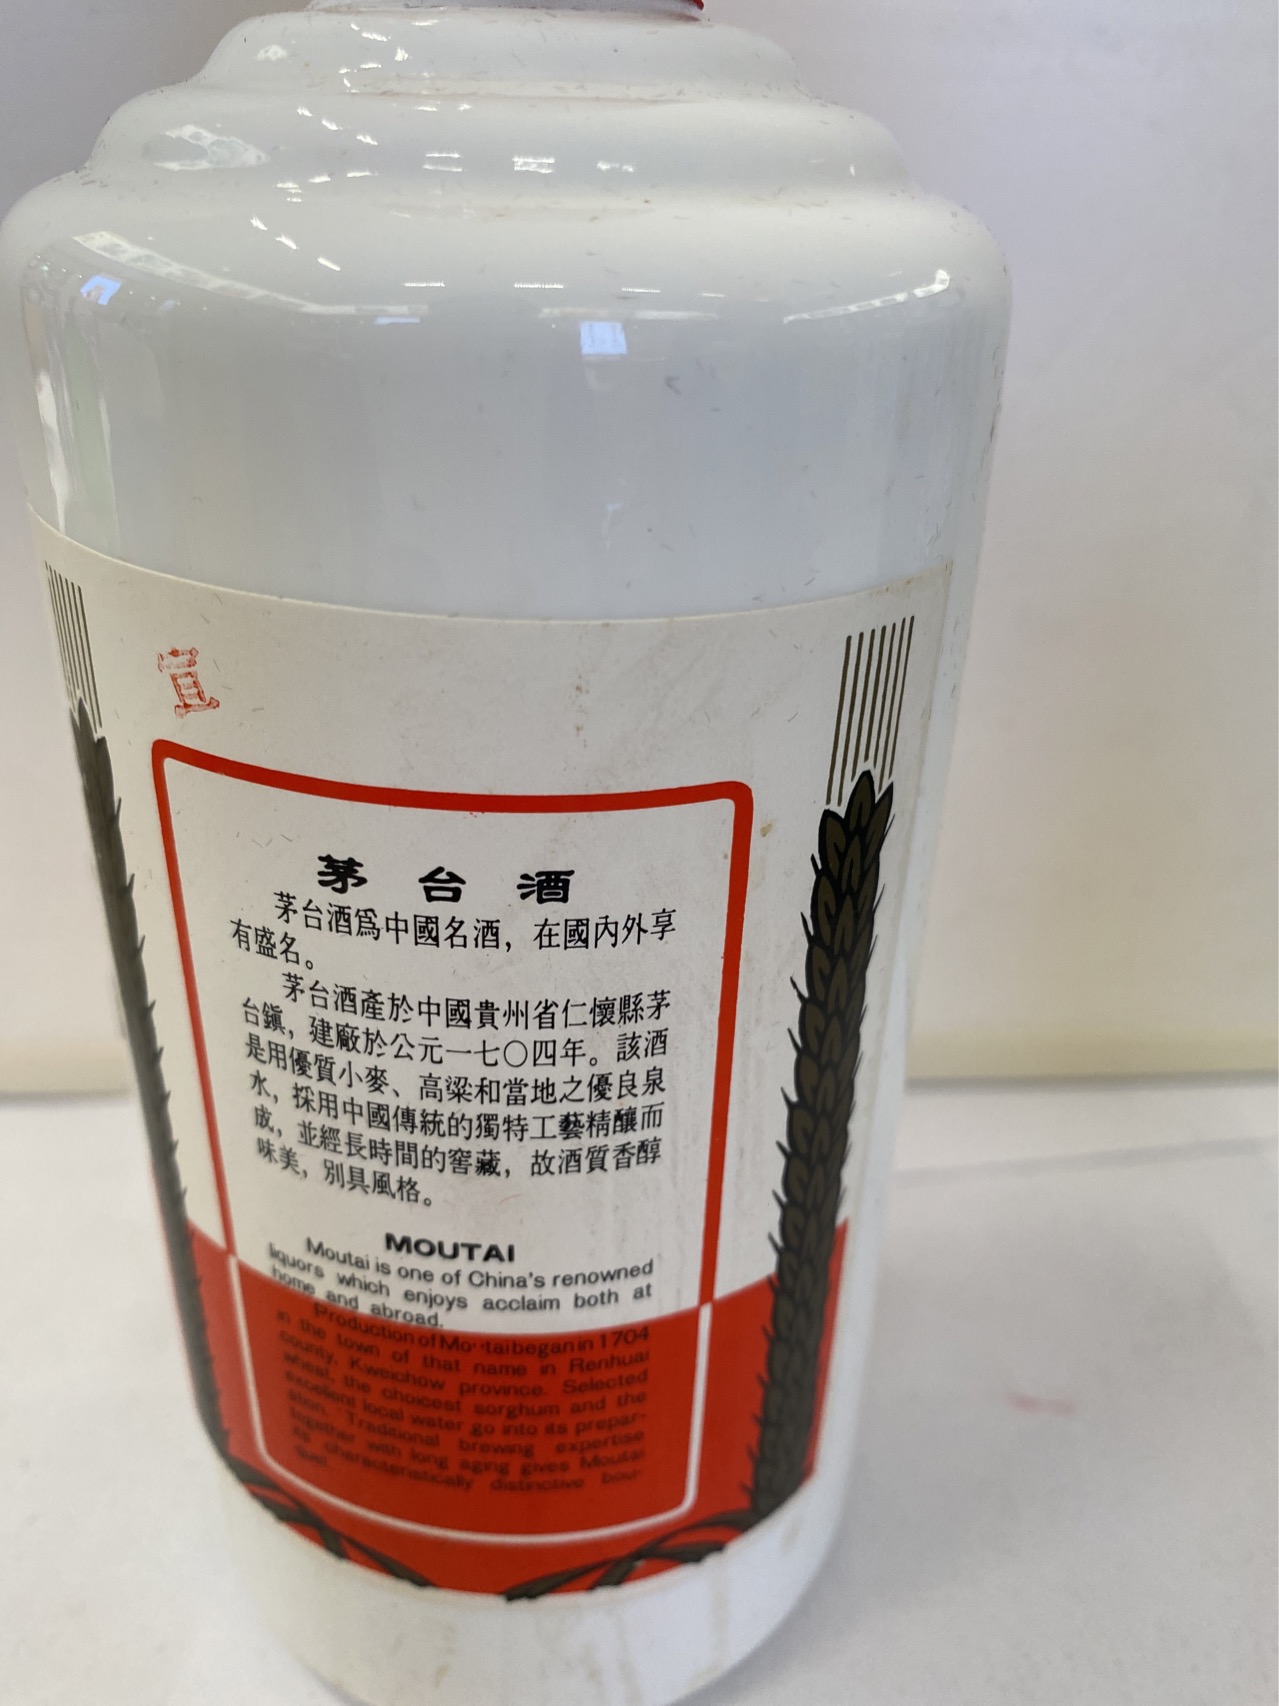 宣
茅台酒
茅台酒爲中國名酒，在國內外享
有盛名。
茅台酒產於中國貴州省仁懷縣茅
台鎭，建廠於公元一七〇四年。該酒
是用優質小麥、高粱和當地之優良泉
水，採用中國傳統的獨特工藝精釀而
成，並經長時間的窖藏，故酒質香醇
味美，別具風格。
MOUTAI
Moutai is one of China's renowned
liquors which enjoys acclaim both at
home and abroad.
Production of Moutai began in 1704
in the town of that name in Renhuai
county, Kweichow province. Selected
wheat, the choicest sorghum and the
excellent local water go into its prepar-
ation. Traditional brewing expertise
together with long aging gives Moutai
its characteristically distinctive bou-
quet.